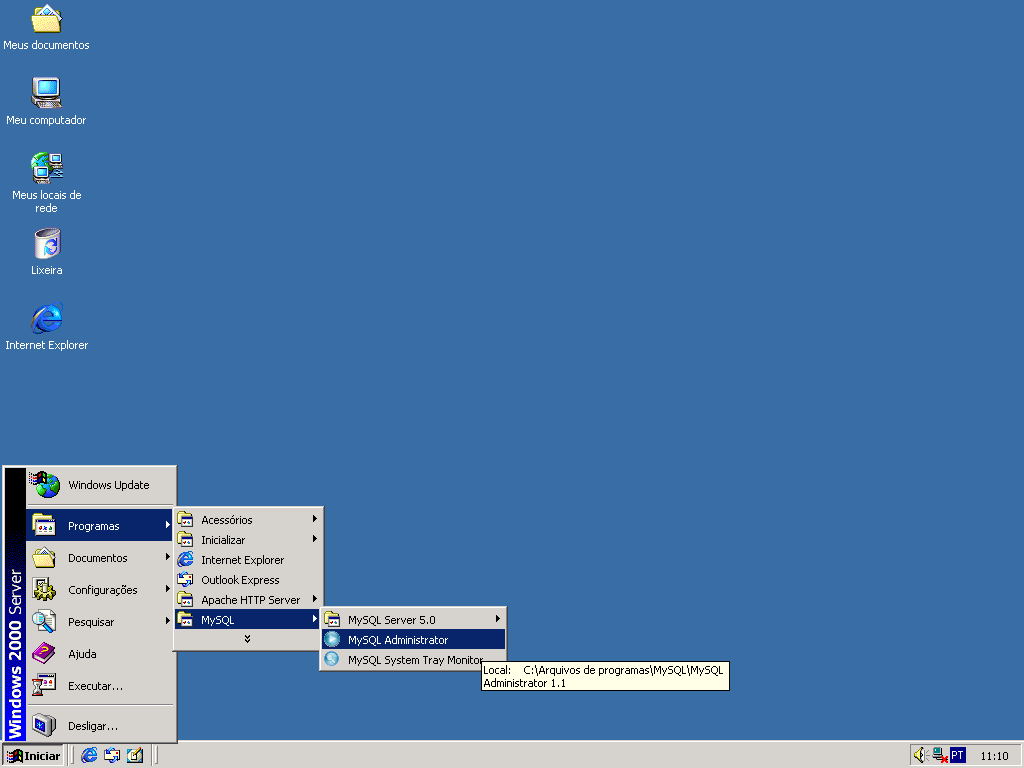 Meus documentos
Meu computador
Meus locais de
rede
Lixeira
Internet Explorer
Windows 2000 Server
Windows Update
Programas
Documentos
Configurações
Pesquisar
Ajuda
Executar...
Desligar...
Acessórios
Inicializar
Internet Explorer
Outlook Express
Apache HTTP Server
MySQL
MySQL Server 5.0
MySQL Administrator
MySQL System Tray Monitor
Local: C:\Arquivos de programas\MySQL\MySQL
Administrator 1.1
Iniciar
PT
11:10